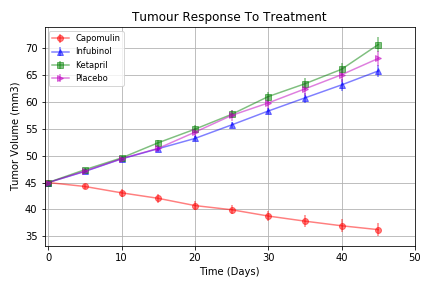 Tumour Response To Treatment
Capomulin
Infubinol
Ketapril
Placebo
Tumor Volume (mm3)
70
65
60
55
50
45
40
35
0 10 20 30 40 50
Time (Days)